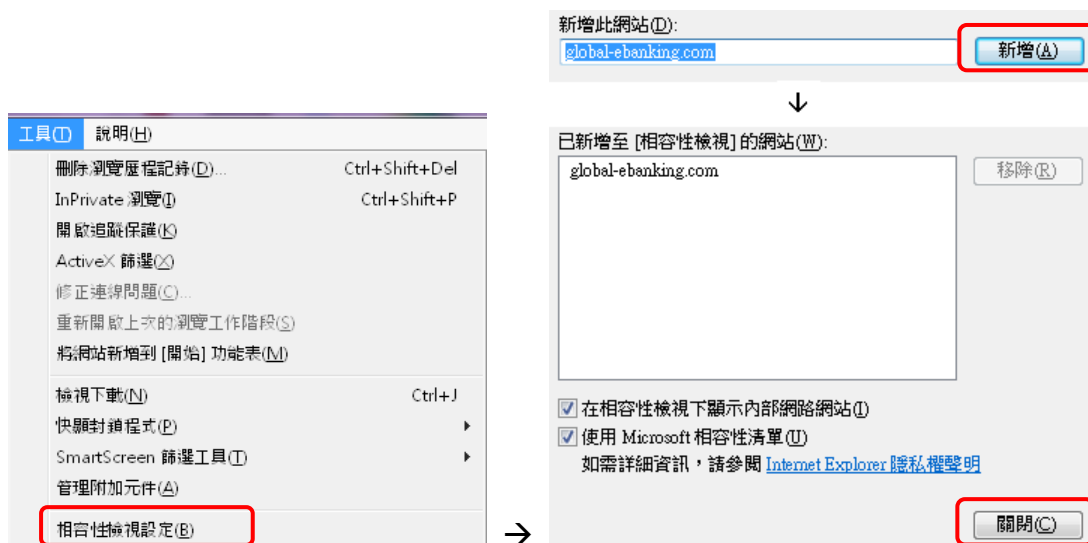 工具(T) 說明(H)
刪除瀏覽歷程記錄(D)... Ctrl+Shift+Del
InPrivate 瀏覽(I) Ctrl+Shift+P
開啟追蹤保護(K)
ActiveX 篩選(X)
修正連線問題(C)...
重新開啟上次的瀏覽工作階段(S)
將網站新增到 [開始] 功能表(M)
檢視下載(N) Ctrl+J
快顯封鎖程式(P)
SmartScreen 篩選工具(T)
管理附加元件(A)
相容性檢視設定(B)
→
新增此網站(D):
global-ebanking.com 新增(A)
↓
已新增至 [相容性檢視] 的網站(W):
global-ebanking.com 移除(R)
在相容性檢視下顯示內部網路網站(I)
使用 Microsoft 相容性清單(U)
如需詳細資訊，請參閱 Internet Explorer 隱私權聲明
關閉(C)